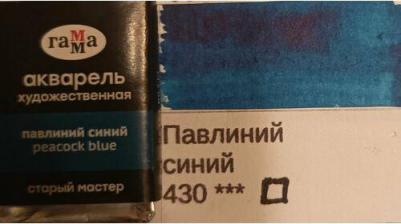 гамма
акварель
художественная
павлиний синий
peacock blue
старый мастер
Павлиний
синий
430 ***